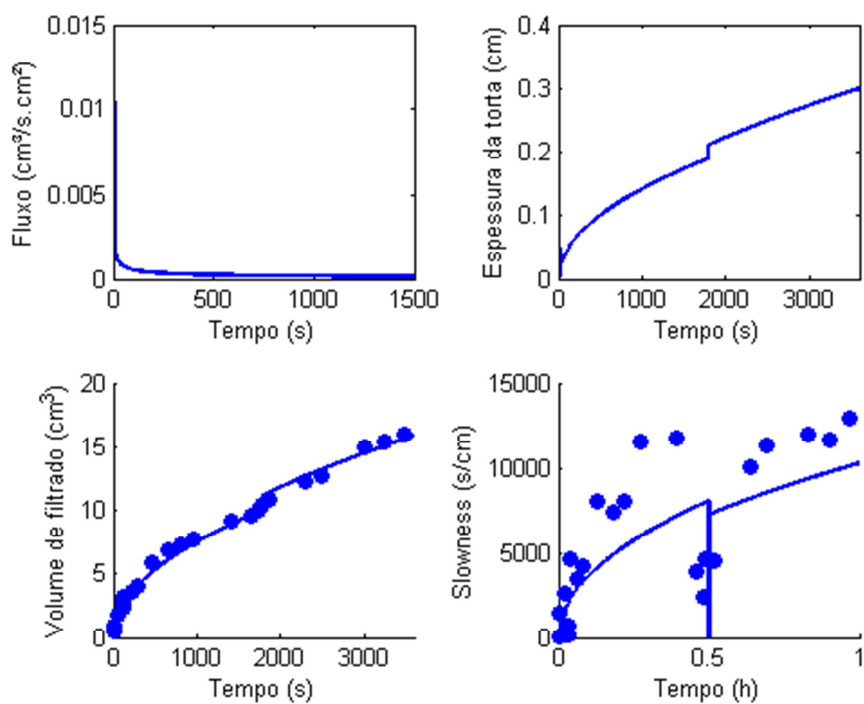 0.015
0.01
0.005
0
Fluxo (cm³/s.cm²)
0 500 1000 1500
Tempo (s)
0.4
0.3
0.2
0.1
0
Espessura da torta (cm)
0 1000 2000 3000
Tempo (s)
20
15
10
5
0
Volume de filtrado (cm³)
0 1000 2000 3000
Tempo (s)
15000
10000
5000
0
Slowness (s/cm)
0 0.5 1
Tempo (h)